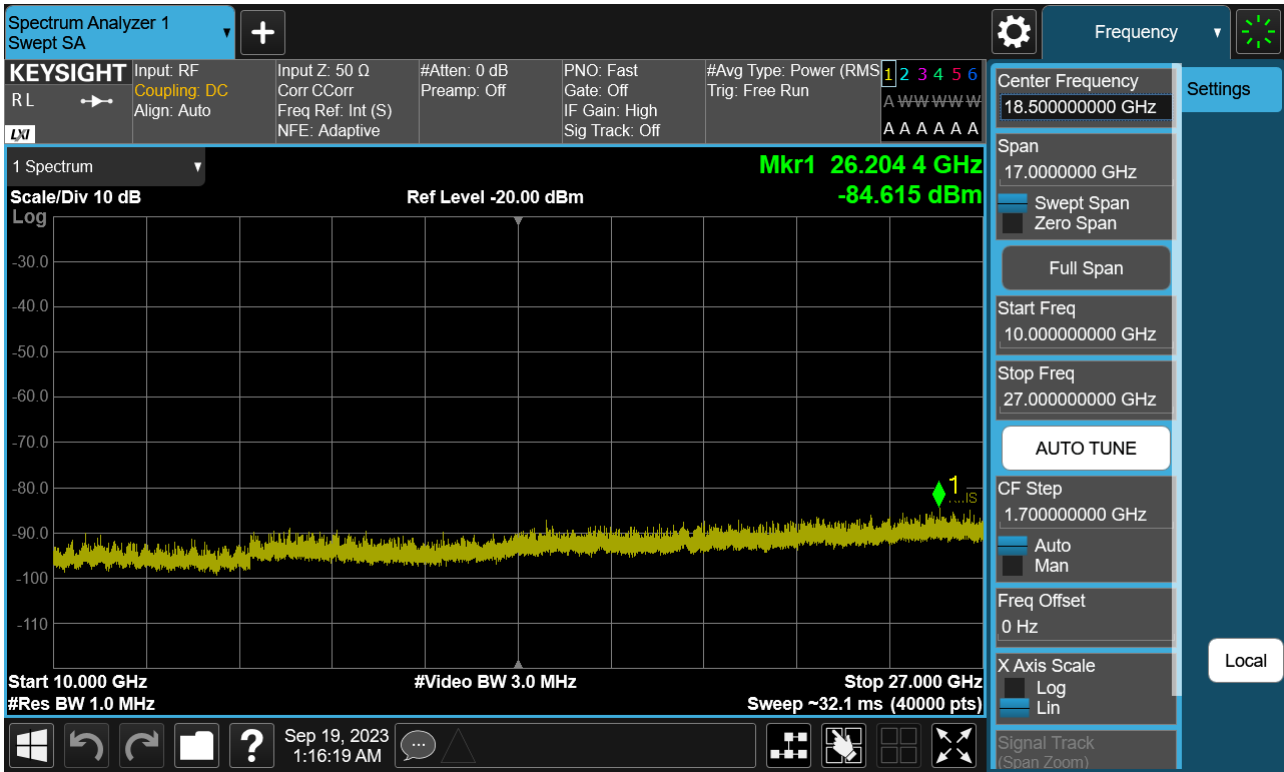 Spectrum Analyzer 1
Swept SA
Frequency
KEYSIGHT
R L
LXI
Input: RF
Coupling: DC
Align: Auto
Input Z: 50 Ω
Corr CCorr
Freq Ref: Int (S)
NFE: Adaptive
#Atten: 0 dB
Preamp: Off
PNO: Fast
Gate: Off
IF Gain: High
Sig Track: Off
#Avg Type: Power (RMS
Trig: Free Run
1 2 3 4 5 6
A W W W W W
A A A A A A
1 Spectrum
Mkr1 26.204 4 GHz
Scale/Div 10 dB
Ref Level -20.00 dBm
-84.615 dBm
Log
-30.0
-40.0
-50.0
-60.0
-70.0
-80.0
1
-90.0
-100
-110
Start 10.000 GHz
#Video BW 3.0 MHz
Stop 27.000 GHz
#Res BW 1.0 MHz
Sweep ~32.1 ms (40000 pts)
Sep 19, 2023
1:16:19 AM
?
Center Frequency
18.500000000 GHz
Settings
Span
17.0000000 GHz
Swept Span
Zero Span
Full Span
Start Freq
10.000000000 GHz
Stop Freq
27.000000000 GHz
AUTO TUNE
CF Step
1.700000000 GHz
Auto
Man
Freq Offset
0 Hz
X Axis Scale
Log
Lin
Local
Signal Track
(Span Zoom)